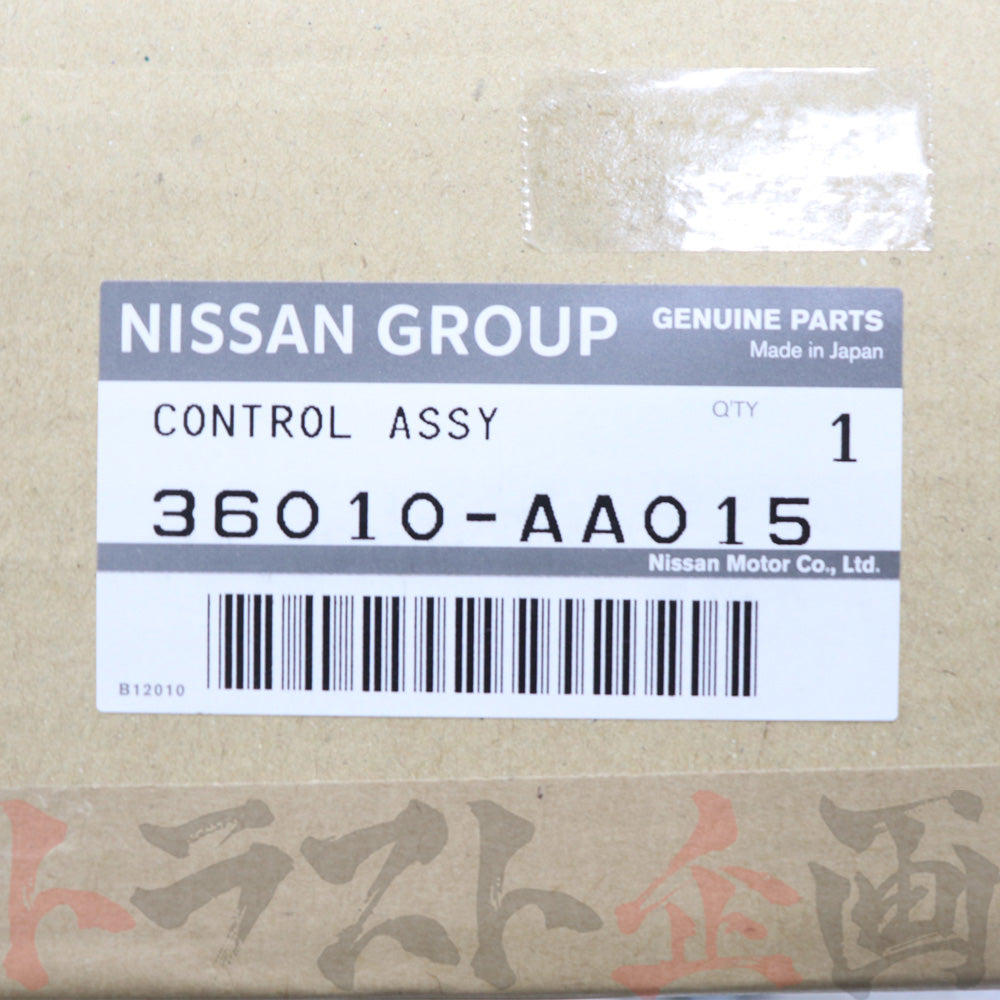 NISSAN GROUP
GENUINE PARTS
Made in Japan
CONTROL ASSY
Q'TY
1
36010-AA015
Nissan Motor Co., Ltd.
B12010
トラスト企画